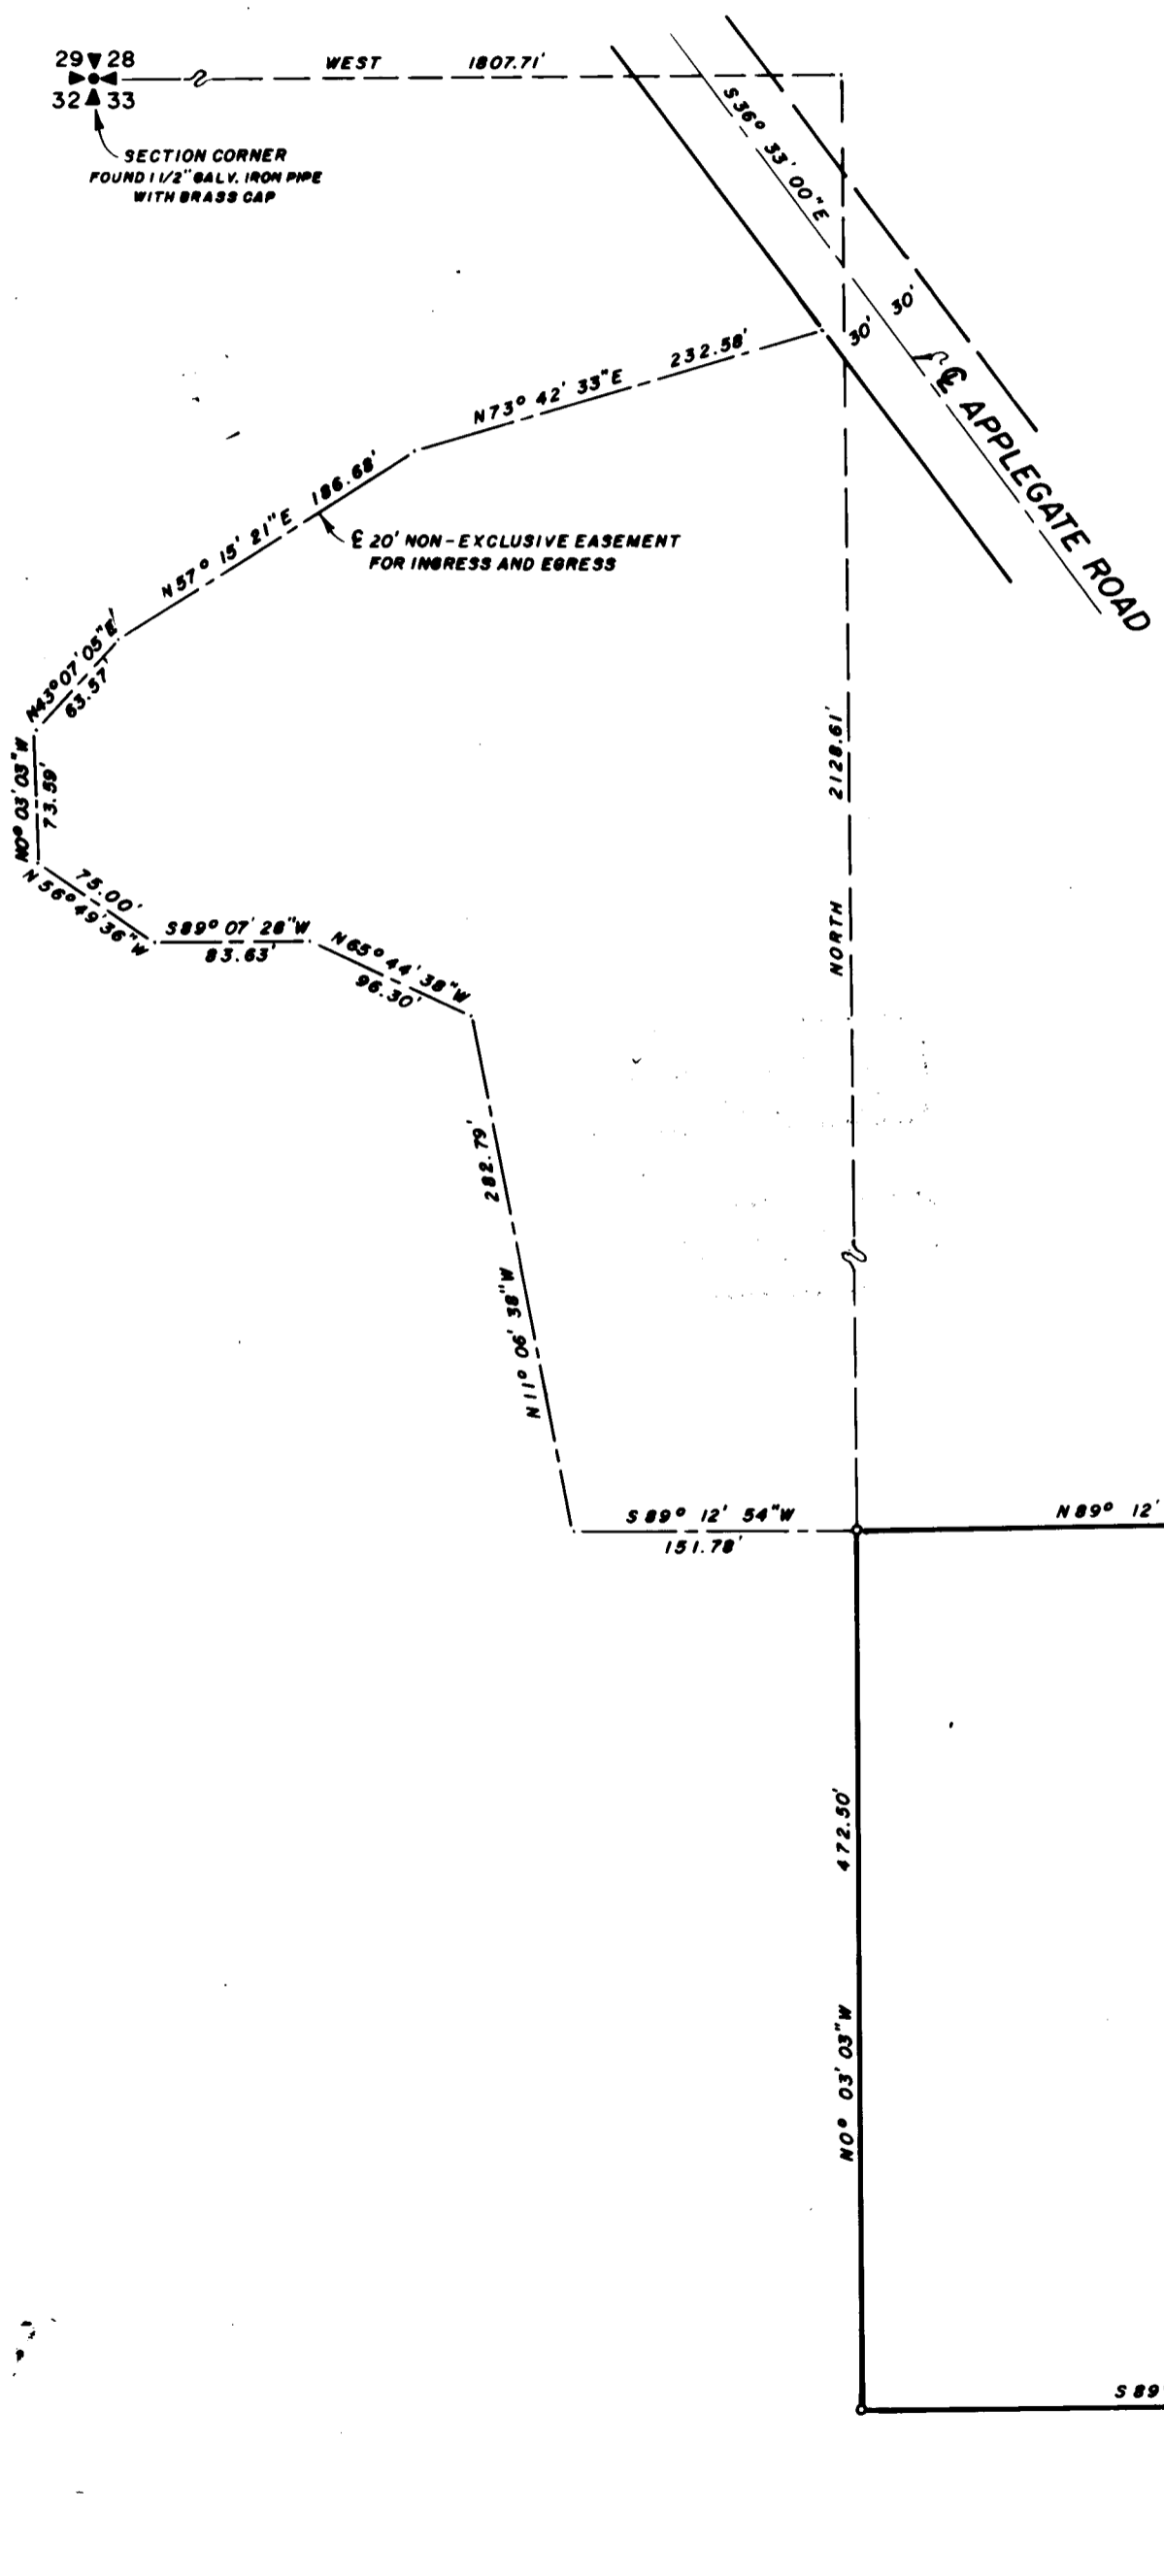 29 28
32 33
WEST 1807.71'
SECTION CORNER
FOUND 1 1/2" GALV. IRON PIPE
WITH BRASS CAP
S36° 33' 00"E
30'
30'
℄ APPLEGATE ROAD
N73° 42' 33"E 232.58'
N57° 15' 21"E 186.68'
℄ 20' NON-EXCLUSIVE EASEMENT
FOR INGRESS AND EGRESS
N43° 07' 05"E
63.57'
N0° 03' 03"W
73.59'
75.00'
N 56° 49' 36"W
S89° 07' 28"W
83.63'
N65° 44' 38"W
96.30'
NORTH 2128.61'
N11° 06' 38"W 282.79'
S 89° 12' 54"W
151.78'
N 89° 12'
N0° 03' 03"W 472.50'
S 89°